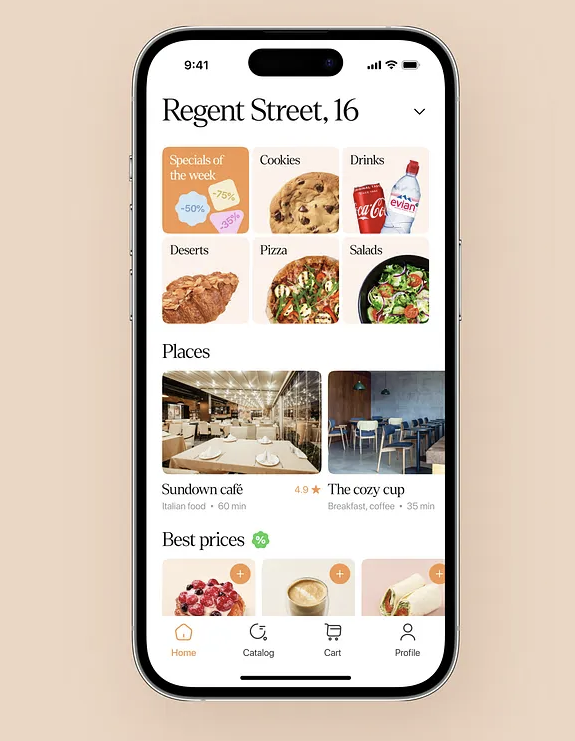 9:41
Regent Street, 16
Specials of
the week
-50%
-75%
-35%
Cookies
Drinks
Coca-Cola
evian
Deserts
Pizza
Salads
Places
Sundown café
4.9 ★
Italian food • 60 min
The cozy cup
Breakfast, coffee • 35 min
Best prices
%
+
+
+
Home
Catalog
Cart
Profile